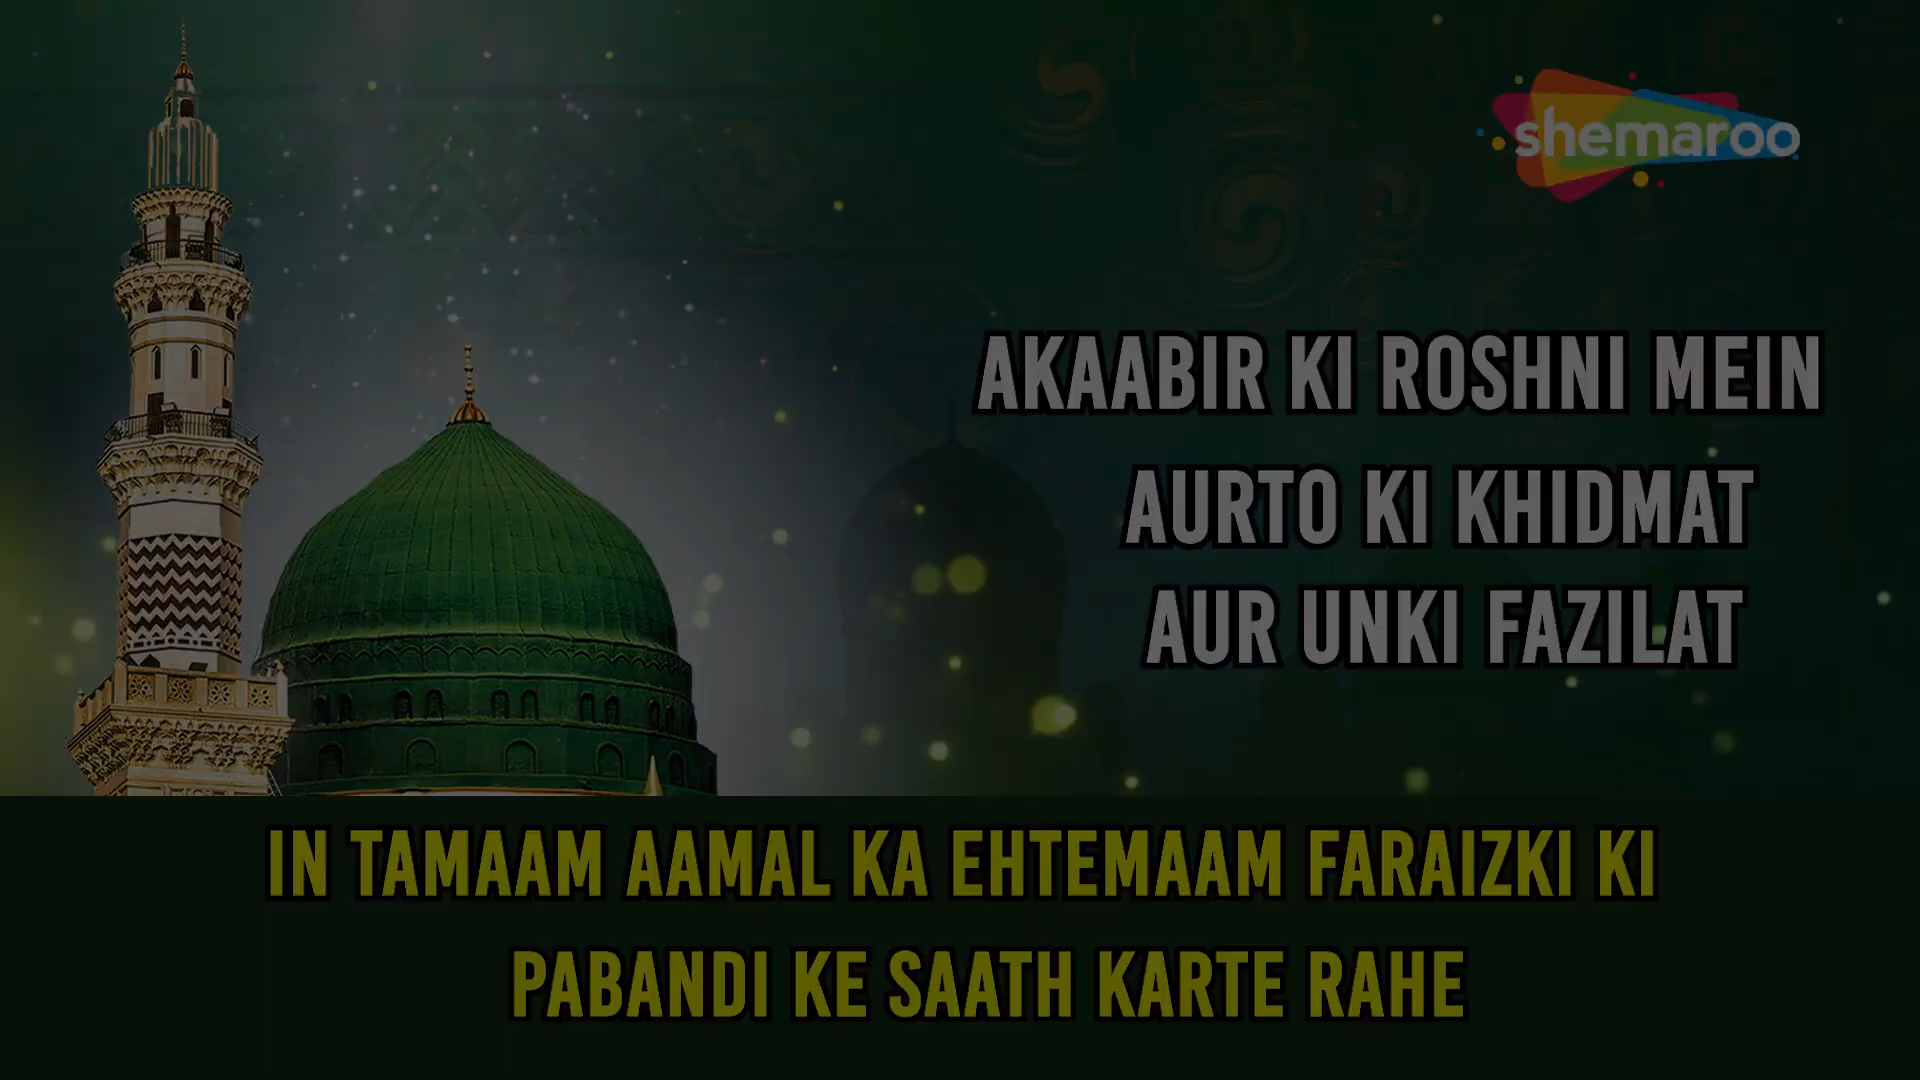 shemaroo
AKAABIR KI ROSHNI MEIN
AURTO KI KHIDMAT
AUR UNKI FAZILAT
IN TAMAAM AAMAL KA EHTEMAAM FARAIZKI KI
PABANDI KE SAATH KARTE RAHE